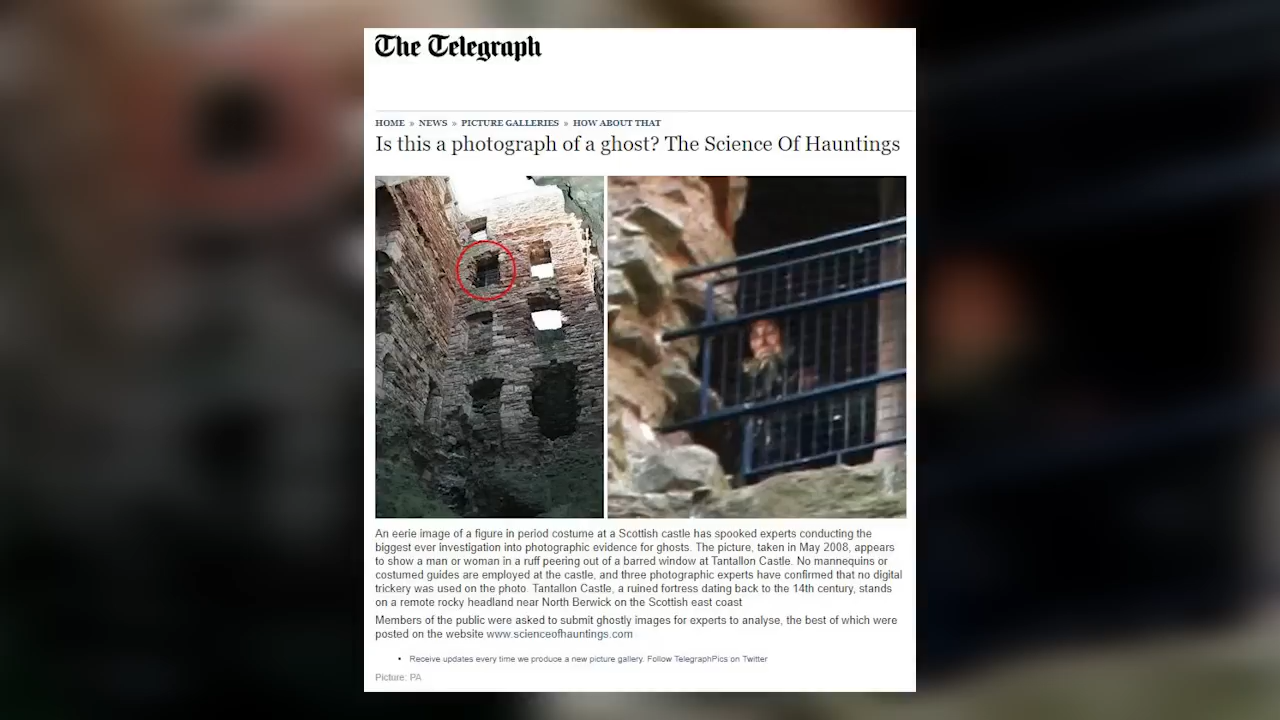 The Telegraph
HOME » NEWS » PICTURE GALLERIES » HOW ABOUT THAT
Is this a photograph of a ghost? The Science Of Hauntings
An eerie image of a figure in period costume at a Scottish castle has spooked experts conducting the
biggest ever investigation into photographic evidence for ghosts. The picture, taken in May 2008, appears
to show a man or woman in a ruff peering out of a barred window at Tantallon Castle. No mannequins or
costumed guides are employed at the castle, and three photographic experts have confirmed that no digital
trickery was used on the photo. Tantallon Castle, a ruined fortress dating back to the 14th century, stands
on a remote rocky headland near North Berwick on the Scottish east coast
Members of the public were asked to submit ghostly images for experts to analyse, the best of which were
posted on the website www.scienceofhauntings.com
• Receive updates every time we produce a new picture gallery. Follow TelegraphPics on Twitter
Picture: PA